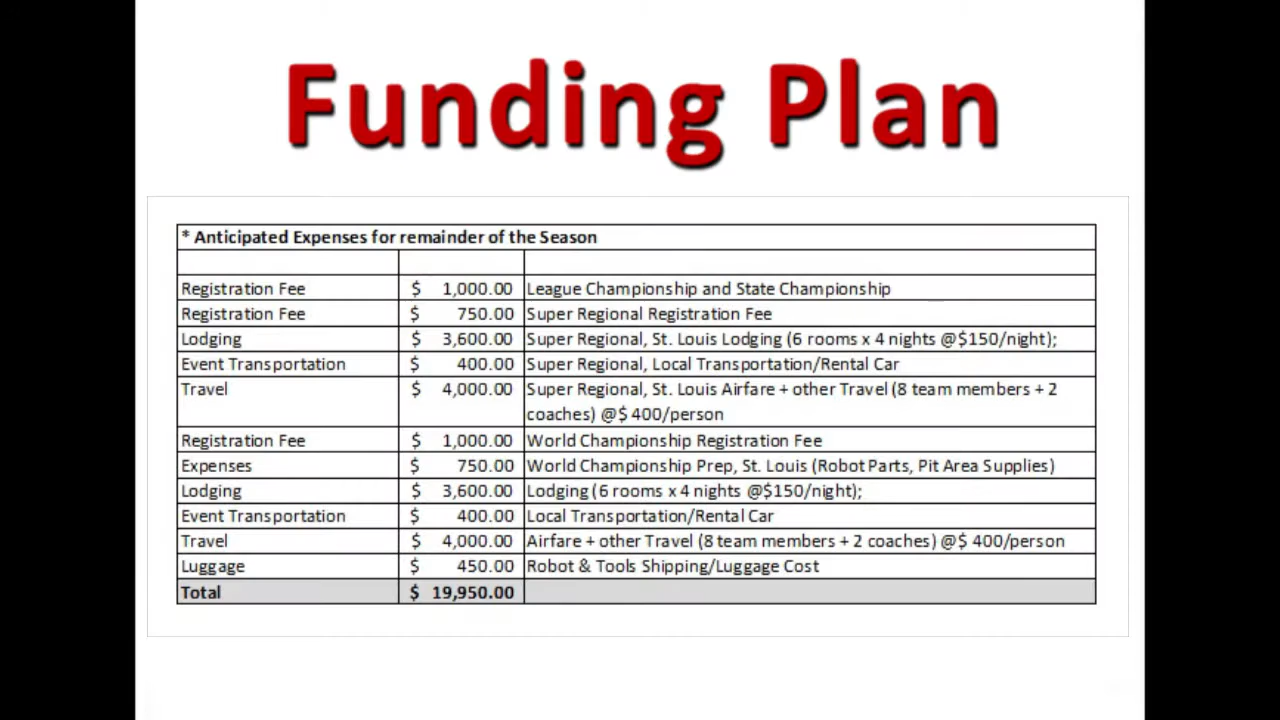 Funding Plan
* Anticipated Expenses for remainder of the Season
Registration Fee $ 1,000.00 League Championship and State Championship
Registration Fee $ 750.00 Super Regional Registration Fee
Lodging $ 3,600.00 Super Regional, St. Louis Lodging (6 rooms x 4 nights @$150/night);
Event Transportation $ 400.00 Super Regional, Local Transportation/Rental Car
Travel $ 4,000.00 Super Regional, St. Louis Airfare + other Travel (8 team members + 2
coaches) @$ 400/person
Registration Fee $ 1,000.00 World Championship Registration Fee
Expenses $ 750.00 World Championship Prep, St. Louis (Robot Parts, Pit Area Supplies)
Lodging $ 3,600.00 Lodging (6 rooms x 4 nights @$150/night);
Event Transportation $ 400.00 Local Transportation/Rental Car
Travel $ 4,000.00 Airfare + other Travel (8 team members + 2 coaches) @$ 400/person
Luggage $ 450.00 Robot & Tools Shipping/Luggage Cost
Total $ 19,950.00